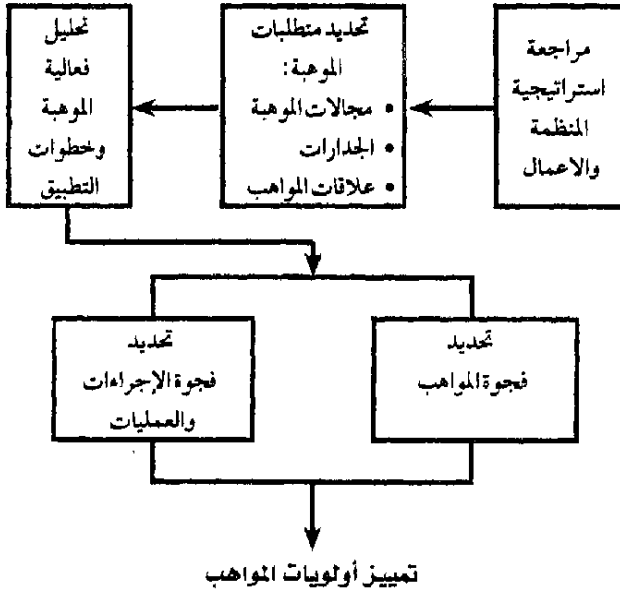 مراجعة
استراتيجية
المنظمة
والاعمال
تحديد متطلبات
الموهبة:
• مجالات الموهبة
• الجدارات
• علاقات المواهب
تحليل
فعالية
الموهبة
وخطوات
التطبيق
تحديد
فجوة المواهب
تحديد
فجوة الإجراءات
والعمليات
تمييز أولويات المواهب